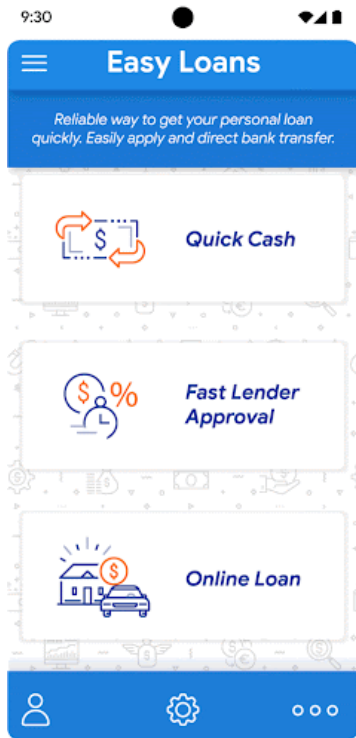 9:30
Easy Loans
Reliable way to get your personal loan
quickly. Easily apply and direct bank transfer.
$
Quick Cash
$ %
Fast Lender
Approval
$
Online Loan